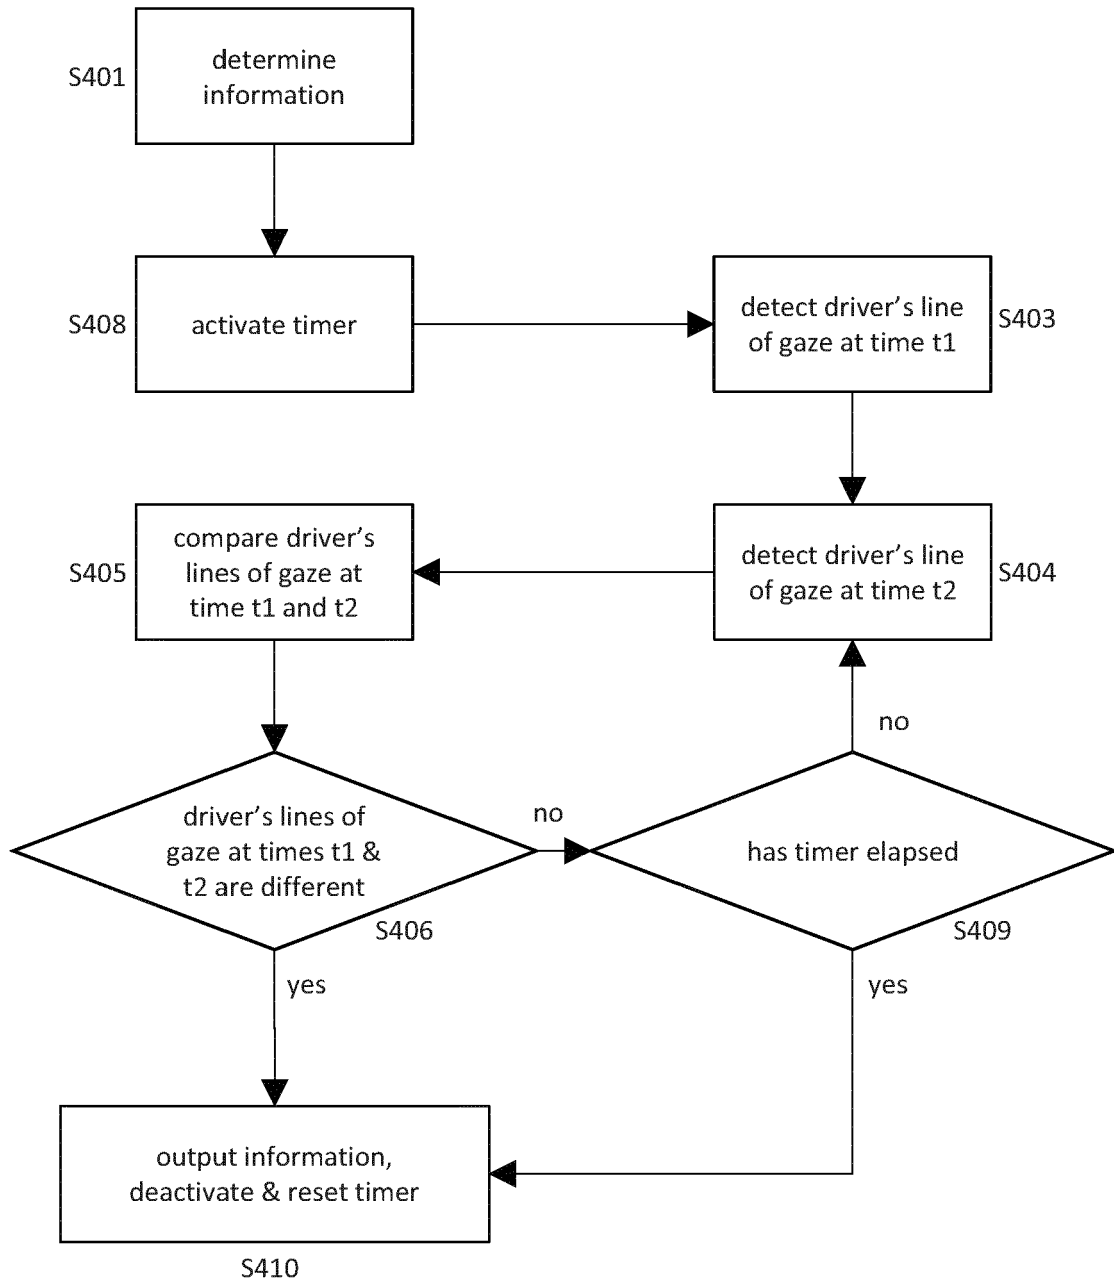 S401
determine
information
S408
activate timer
detect driver's line
of gaze at time t1
S403
S405
compare driver's
lines of gaze at
time t1 and t2
detect driver's line
of gaze at time t2
S404
driver's lines of
gaze at times t1 &
t2 are different
S406
no
no
has timer elapsed
S409
yes
yes
output information,
deactivate & reset timer
S410